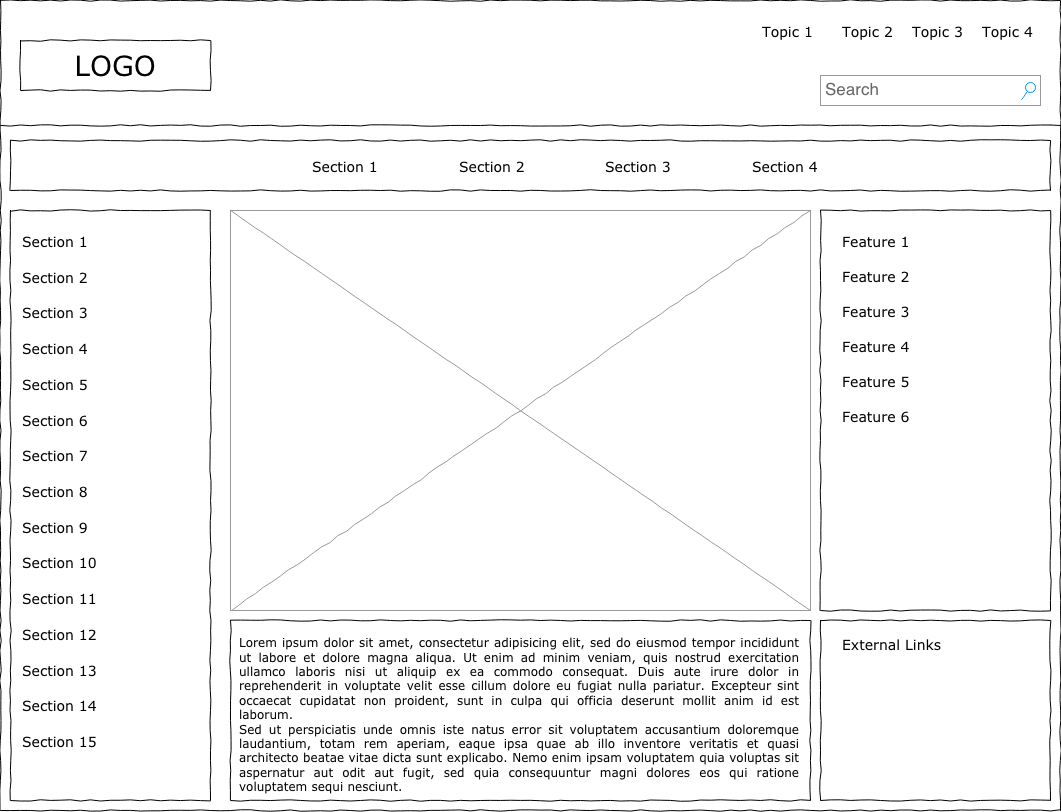 Topic 1 Topic 2 Topic 3 Topic 4
LOGO
Search
Section 1 Section 2 Section 3 Section 4
Section 1
Section 2
Section 3
Section 4
Section 5
Section 6
Section 7
Section 8
Section 9
Section 10
Section 11
Section 12
Section 13
Section 14
Section 15
Feature 1
Feature 2
Feature 3
Feature 4
Feature 5
Feature 6
Lorem ipsum dolor sit amet, consectetur adipisicing elit, sed do eiusmod tempor incididunt
ut labore et dolore magna aliqua. Ut enim ad minim veniam, quis nostrud exercitation
ullamco laboris nisi ut aliquip ex ea commodo consequat. Duis aute irure dolor in
reprehenderit in voluptate velit esse cillum dolore eu fugiat nulla pariatur. Excepteur sint
occaecat cupidatat non proident, sunt in culpa qui officia deserunt mollit anim id est
laborum.
Sed ut perspiciatis unde omnis iste natus error sit voluptatem accusantium doloremque
laudantium, totam rem aperiam, eaque ipsa quae ab illo inventore veritatis et quasi
architecto beatae vitae dicta sunt explicabo. Nemo enim ipsam voluptatem quia voluptas sit
aspernatur aut odit aut fugit, sed quia consequuntur magni dolores eos qui ratione
voluptatem sequi nesciunt.
External Links